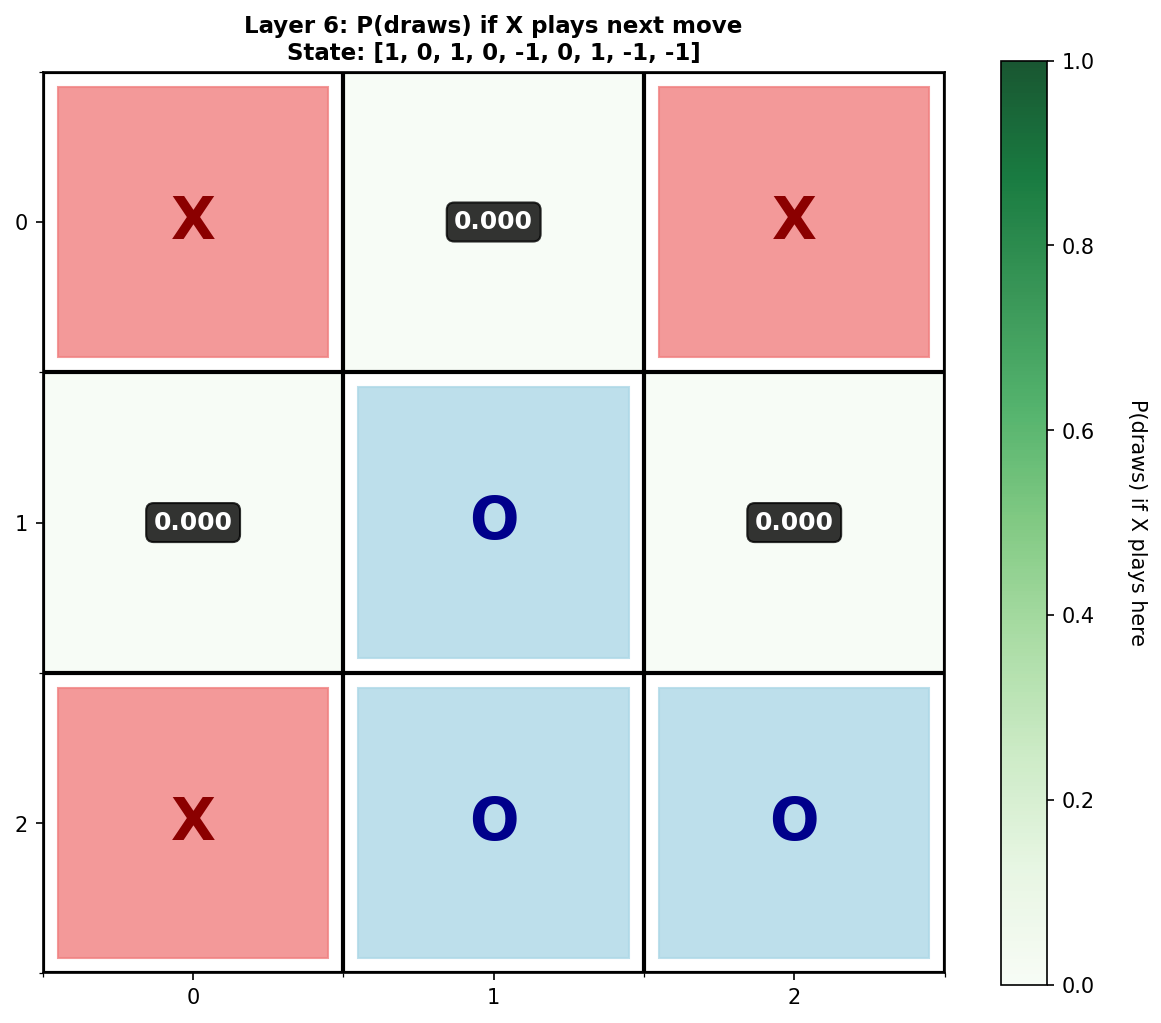 Layer 6: P(draws) if X plays next move
State: [1, 0, 1, 0, -1, 0, 1, -1, -1]
0
X
0.000
X
1
0.000
O
0.000
2
X
O
O
0
1
2
1.0
0.8
0.6
0.4
0.2
0.0
P(draws) if X plays here